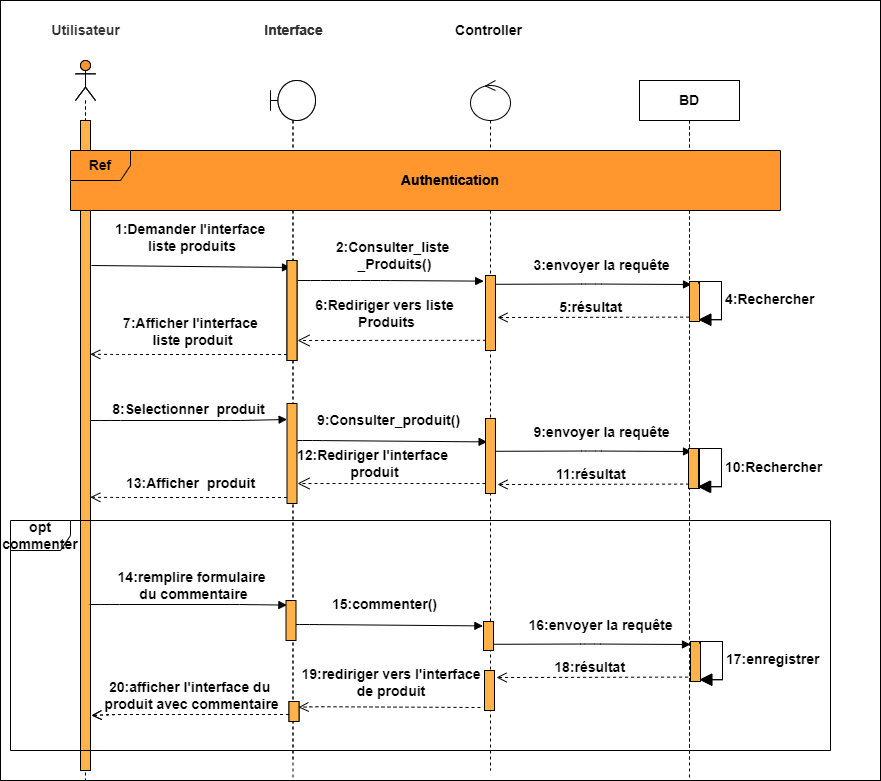 Utilisateur
Interface
Controller
BD
Ref
Authentication
1:Demander l'interface
liste produits
2:Consulter_liste
_Produits()
3:envoyer la requête
4:Rechercher
5:résultat
6:Rediriger vers liste
Produits
7:Afficher l'interface
liste produit
8:Selectionner produit
9:Consulter_produit()
9:envoyer la requête
10:Rechercher
11:résultat
12:Rediriger l'interface
produit
13:Afficher produit
opt
commenter
14:remplire formulaire
du commentaire
15:commenter()
16:envoyer la requête
17:enregistrer
18:résultat
19:rediriger vers l'interface
de produit
20:afficher l'interface du
produit avec commentaire